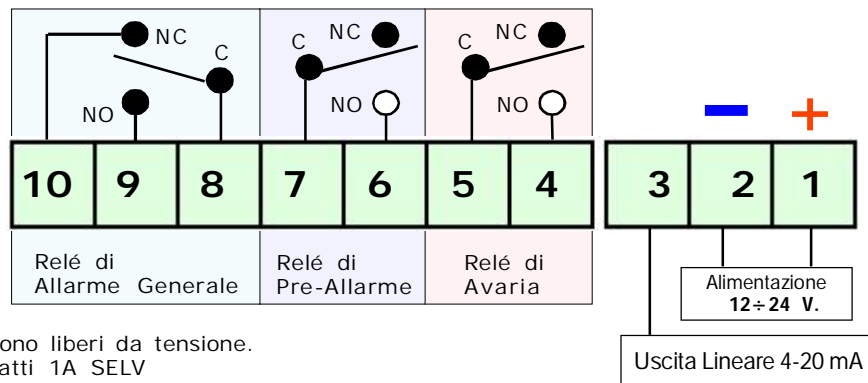 NC C NO
C NC NO
C NC NO
− +
10 9 8 7 6 5 4 3 2 1
Relé di
Allarme Generale
Relé di
Pre-Allarme
Relé di
Avaria
Alimentazione
12÷24 V.
Uscita Lineare 4-20 mA
ono liberi da tensione.
atti 1A SELV